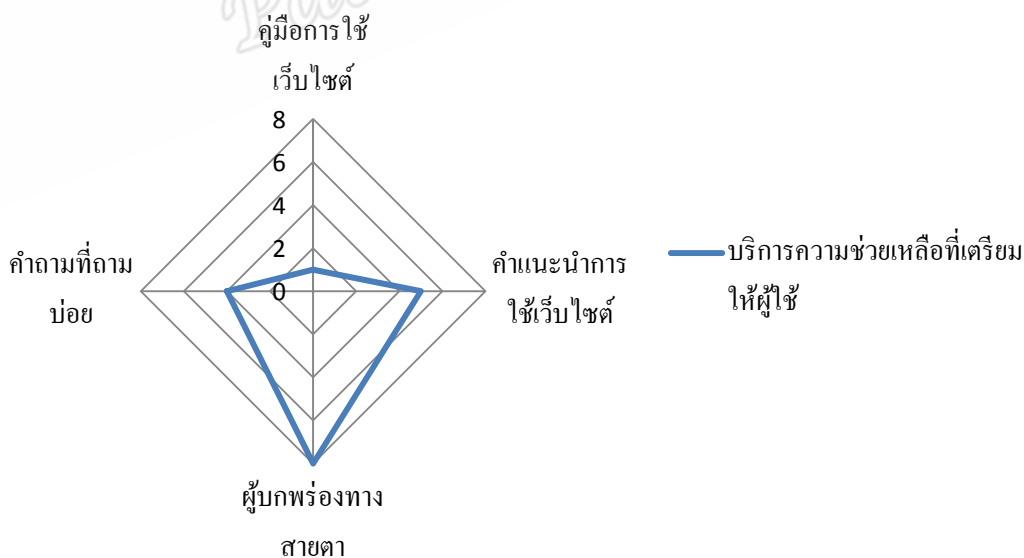 คู่มือการใช้
เว็บไซต์
8
6
4
2
0
คำถามที่ถาม
บ่อย
คำแนะนำการ
ใช้เว็บไซต์
บริการความช่วยเหลือที่เตรียม
ให้ผู้ใช้
ผู้บกพร่องทาง
สายตา